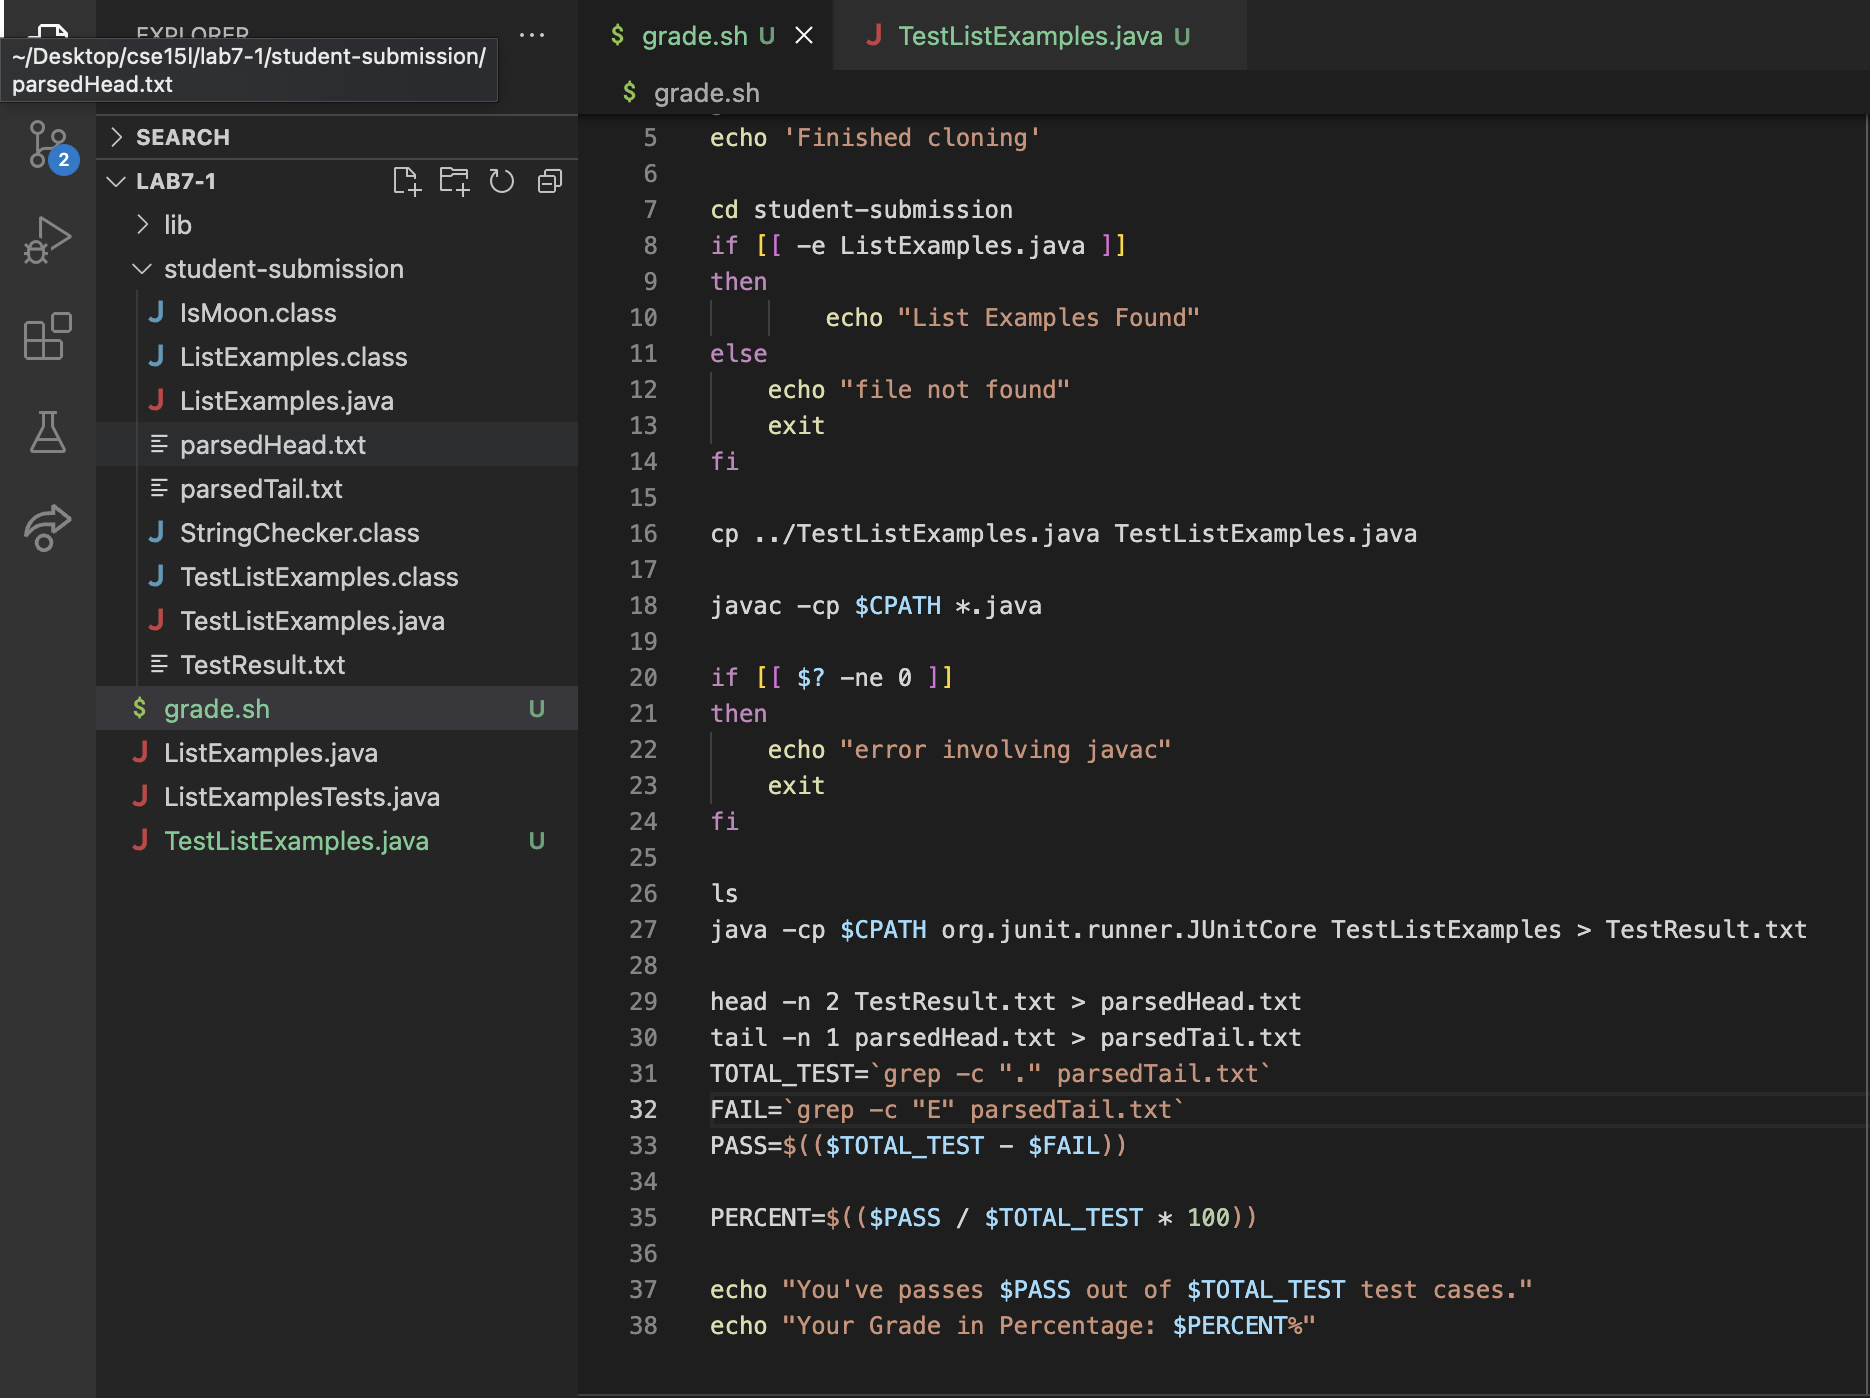 EXPLORER
...
~/Desktop/cse15l/lab7-1/student-submission/
parsedHead.txt
2
SEARCH
LAB7-1
lib
student-submission
J IsMoon.class
J ListExamples.class
J ListExamples.java
parsedHead.txt
parsedTail.txt
J StringChecker.class
J TestListExamples.class
J TestListExamples.java
TestResult.txt
$ grade.sh U
J ListExamples.java
J ListExamplesTests.java
J TestListExamples.java U
$ grade.sh U
J TestListExamples.java U
$ grade.sh
5 echo 'Finished cloning'
6
7 cd student-submission
8 if [[ -e ListExamples.java ]]
9 then
10 echo "List Examples Found"
11 else
12 echo "file not found"
13 exit
14 fi
15
16 cp ../TestListExamples.java TestListExamples.java
17
18 javac -cp $CPATH *.java
19
20 if [[ $? -ne 0 ]]
21 then
22 echo "error involving javac"
23 exit
24 fi
25
26 ls
27 java -cp $CPATH org.junit.runner.JUnitCore TestListExamples > TestResult.txt
28
29 head -n 2 TestResult.txt > parsedHead.txt
30 tail -n 1 parsedHead.txt > parsedTail.txt
31 TOTAL_TEST=`grep -c "." parsedTail.txt`
32 FAIL=`grep -c "E" parsedTail.txt`
33 PASS=$(($TOTAL_TEST - $FAIL))
34
35 PERCENT=$(($PASS / $TOTAL_TEST * 100))
36
37 echo "You've passes $PASS out of $TOTAL_TEST test cases."
38 echo "Your Grade in Percentage: $PERCENT%"